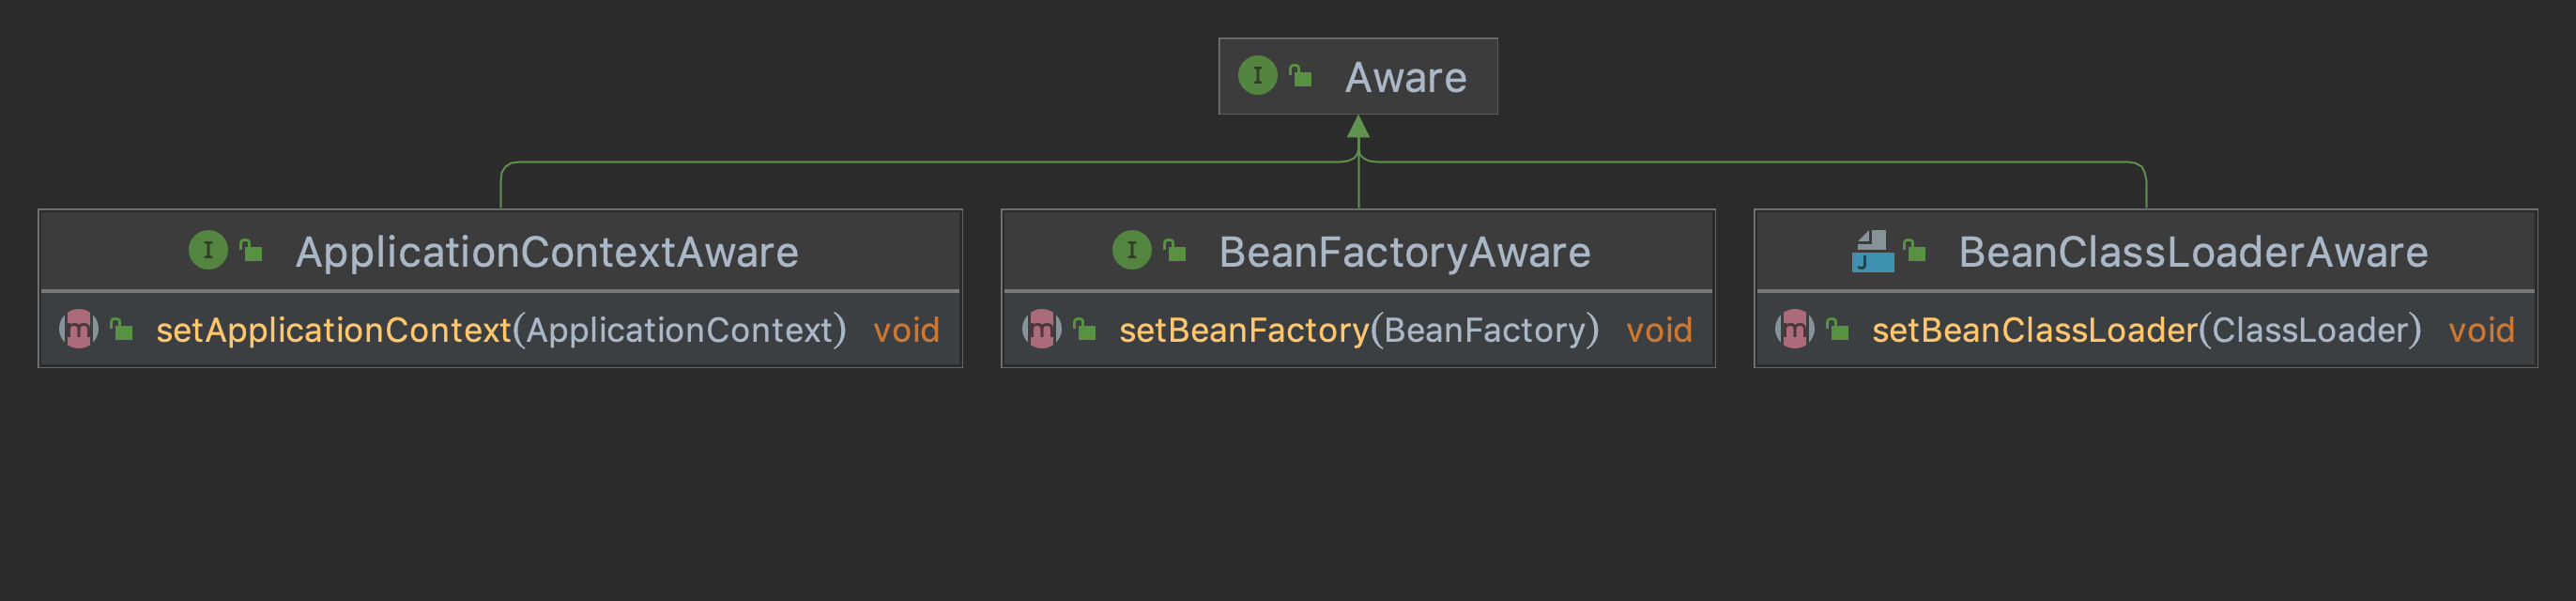 I Aware
I ApplicationContextAware
m setApplicationContext(ApplicationContext) void
I BeanFactoryAware
m setBeanFactory(BeanFactory) void
J BeanClassLoaderAware
m setBeanClassLoader(ClassLoader) void